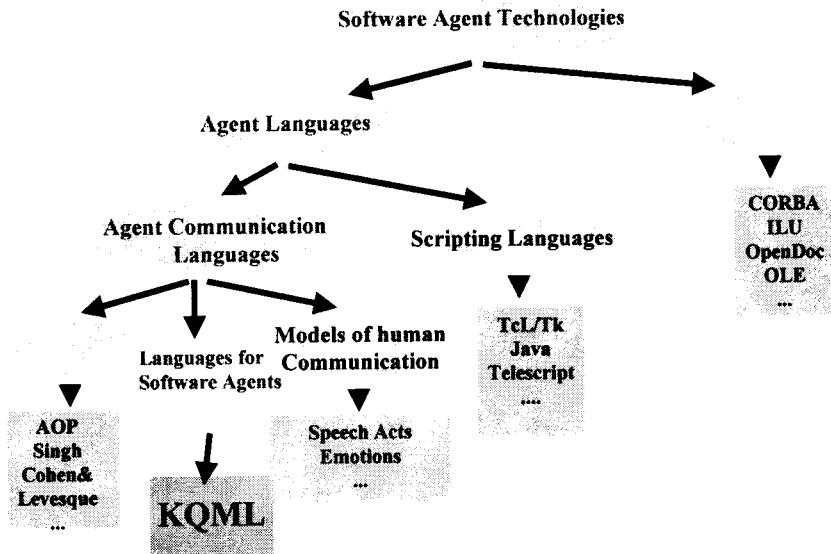 Software Agent Technologies
Agent Languages
Agent Communication
Languages
Scripting Languages
CORBA
ILU
OpenDoc
OLE
...
Languages for
Software Agents
Models of human
Communication
TcL/Tk
Java
Telescript
....
AOP
Singh
Cohen&
Levesque
...
KQML
Speech Acts
Emotions
...